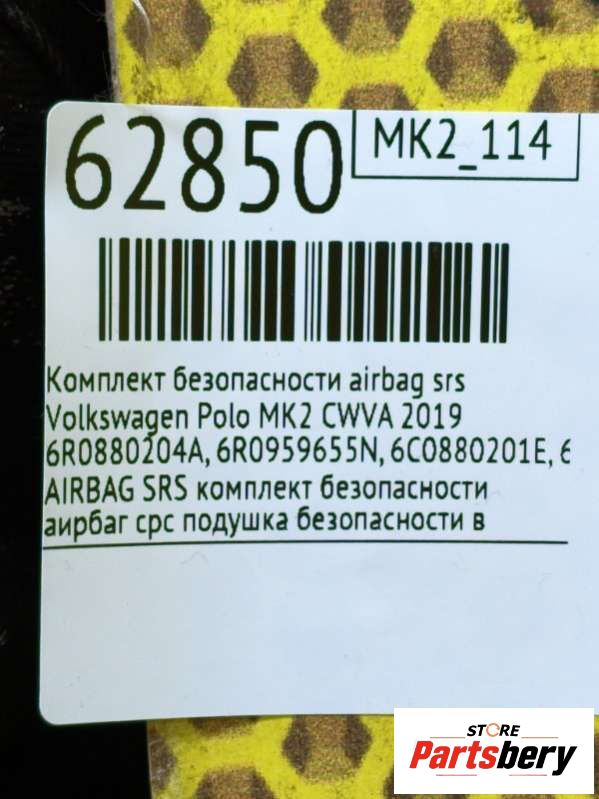 62850
MK2_114
Комплект безопасности airbag srs
Volkswagen Polo MK2 CWVA 2019
6R0880204A, 6R0959655N, 6C0880201E, 6
AIRBAG SRS комплект безопасности
аирбаг срс подушка безопасности в
STORE
Partsbery